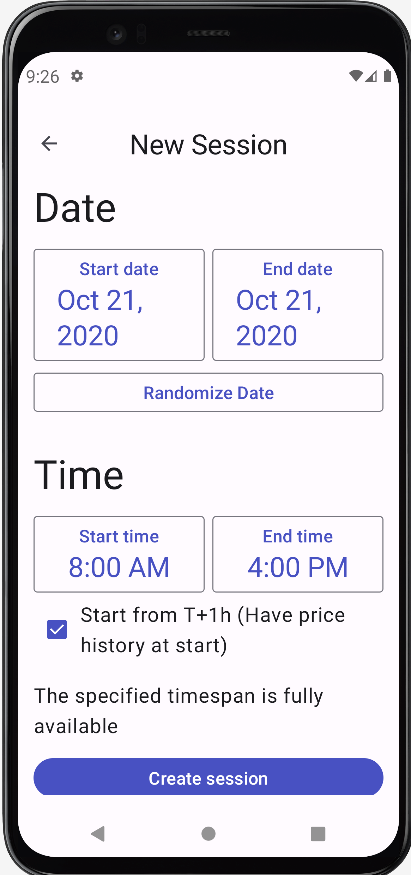 9:26
New Session
Date
Start date
Oct 21,
2020
End date
Oct 21,
2020
Randomize Date
Time
Start time
8:00 AM
End time
4:00 PM
Start from T+1h (Have price
history at start)
The specified timespan is fully
available
Create session